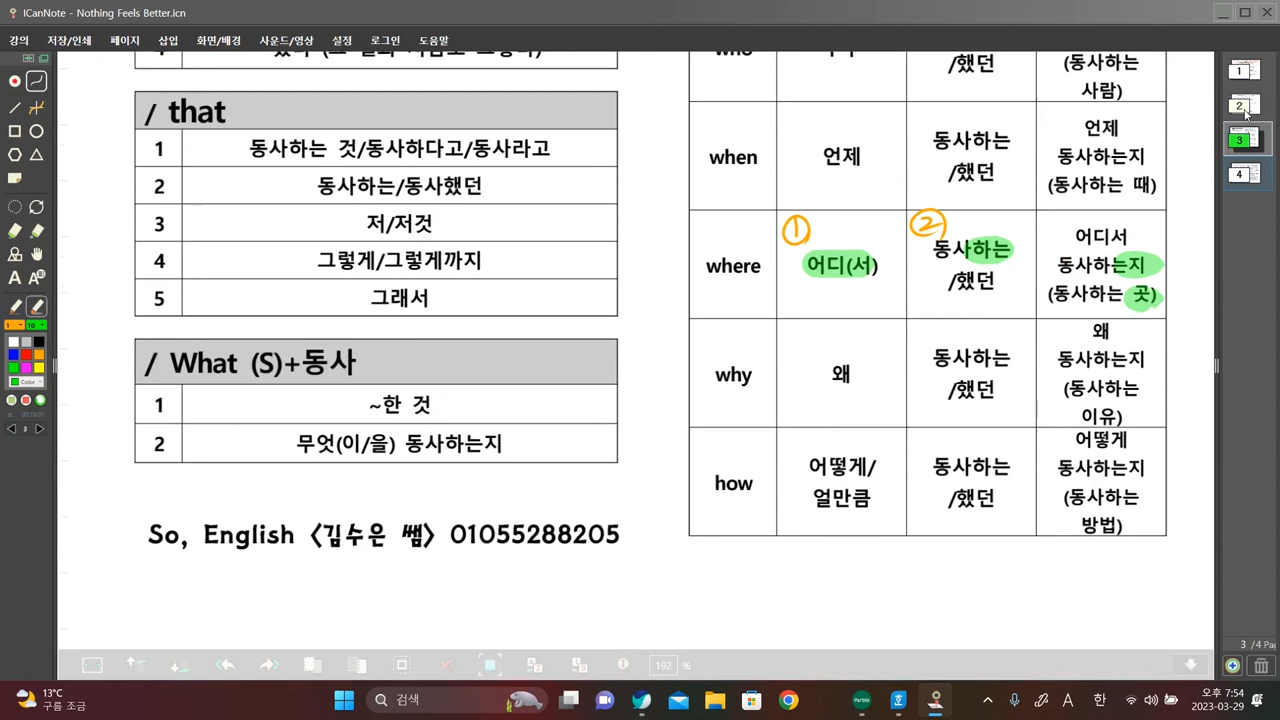 ICanNote - Nothing Feels Better.icn
강의 저장/인쇄 페이지 삽입 화면/배경 사운드/영상 설정 로그인 도움말
/ that
1 동사하는 것/동사하다고/동사라고
2 동사하는/동사했던
3 저/저것
4 그렇게/그렇게까지
5 그래서
/ What (S)+동사
1 ~한 것
2 무엇(이/을) 동사하는지
So, English <김수은 쌤> 01055288205
/했던
(동사하는
사람)
when 언제
동사하는
/했던
언제
동사하는지
(동사하는 때)
① ②
where 어디(서)
동사하는
/했던
어디서
동사하는지
(동사하는 곳)
why 왜
동사하는
/했던
왜
동사하는지
(동사하는
이유)
how
어떻게/
얼만큼
동사하는
/했던
어떻게
동사하는지
(동사하는
방법)
1
2
3
4
Color
3
192 %
3 /4
13°C
구름 조금
검색
A 한
오후 7:54
2023-03-29